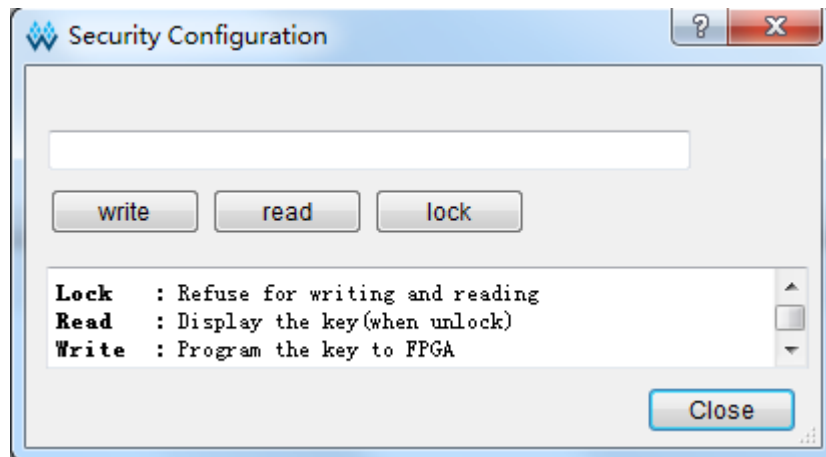 Security Configuration
?
write read lock
Lock : Refuse for writing and reading
Read : Display the key(when unlock)
Write : Program the key to FPGA
Close